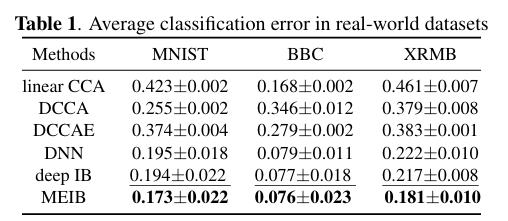 Table 1. Average classification error in real-world datasets
Methods MNIST BBC XRMB
linear CCA 0.423±0.002 0.168±0.002 0.461±0.007
DCCA 0.255±0.002 0.346±0.012 0.379±0.008
DCCAE 0.374±0.004 0.279±0.002 0.383±0.001
DNN 0.195±0.018 0.079±0.011 0.222±0.010
deep IB 0.194±0.022 0.077±0.018 0.217±0.008
MEIB 0.173±0.022 0.076±0.023 0.181±0.010